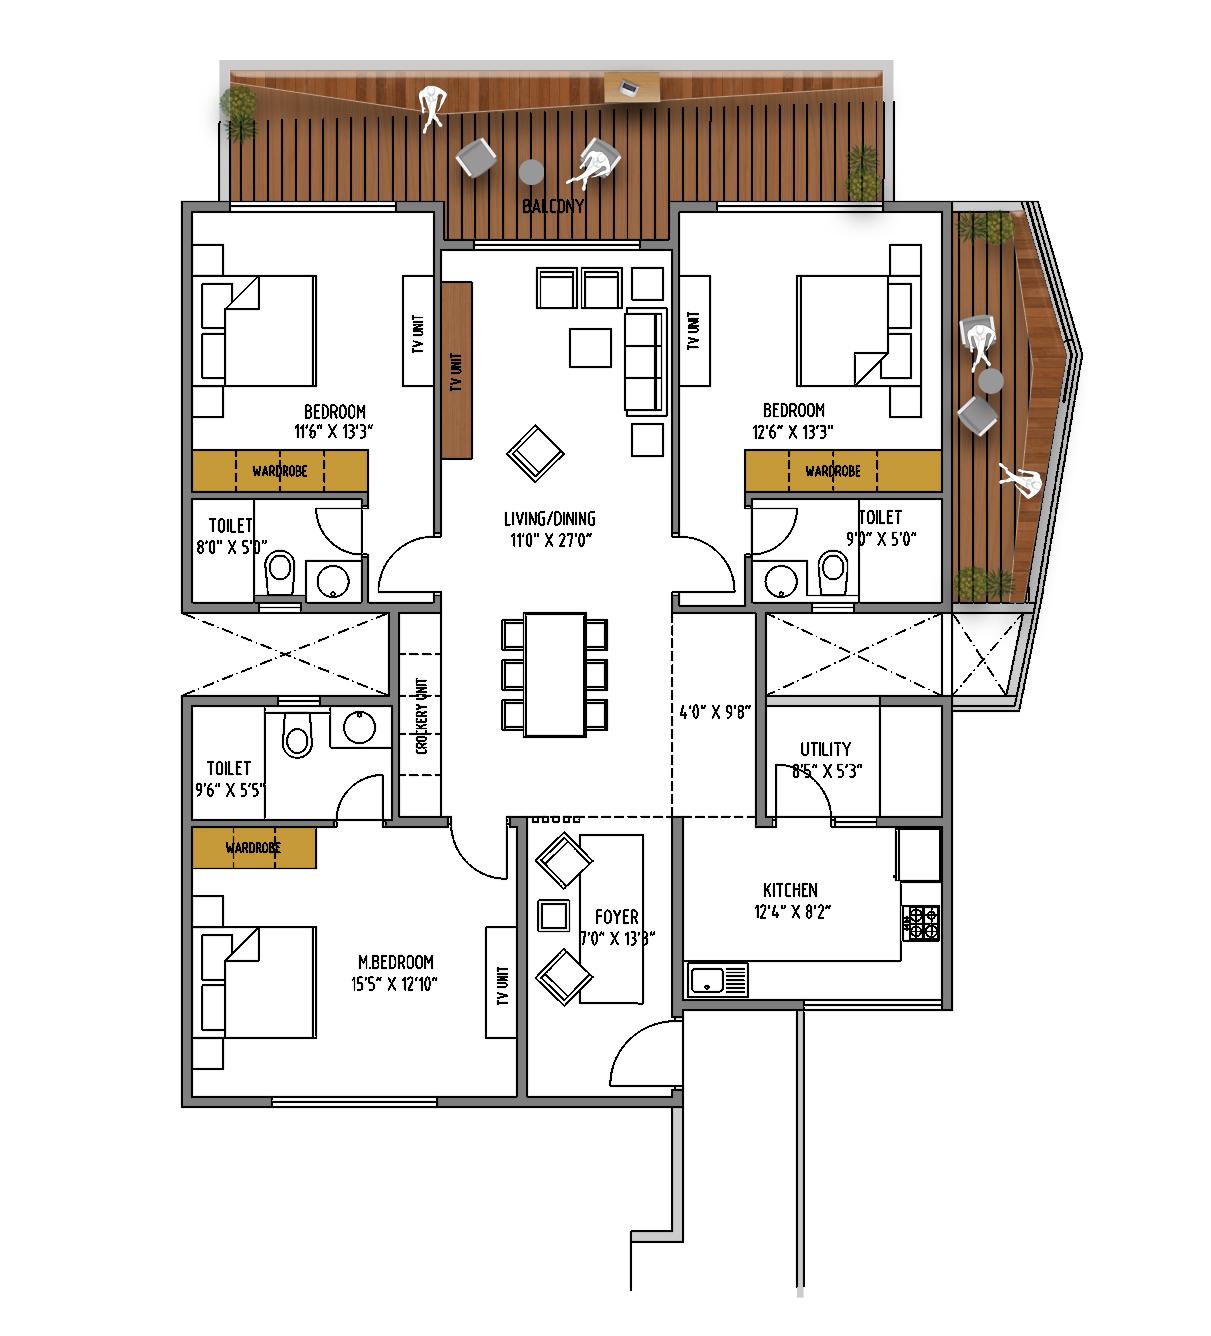 BALCONY
TV UNIT
TV UNIT
TV UNIT
BEDROOM
11'6" X 13'3"
BEDROOM
12'6" X 13'3"
WARDROBE
WARDROBE
TOILET
8'0" X 5'0"
LIVING/DINING
11'0" X 27'0"
TOILET
9'0" X 5'0"
CROCKERY UNIT
4'0" X 9'8"
UTILITY
8'5" X 5'3"
TOILET
9'6" X 5'5"
WARDROBE
KITCHEN
12'4" X 8'2"
FOYER
7'0" X 13'3"
M.BEDROOM
15'5" X 12'10"
TV UNIT